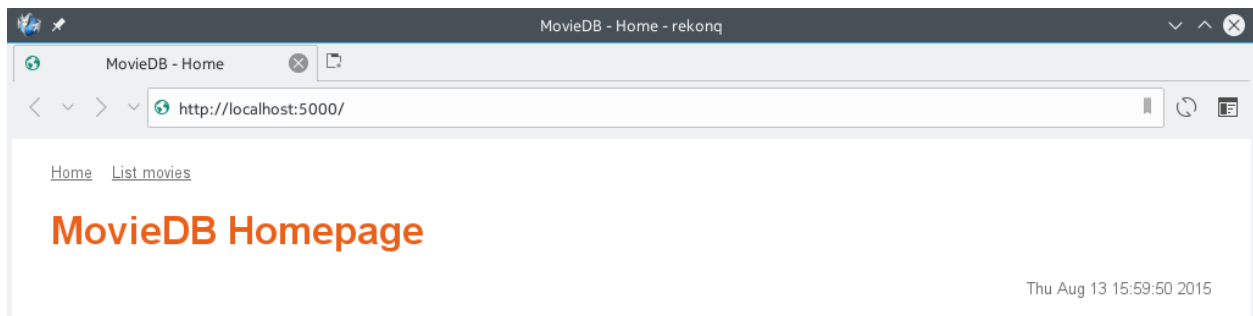 MovieDB - Home - rekonq
MovieDB - Home
http://localhost:5000/
Home List movies
MovieDB Homepage
Thu Aug 13 15:59:50 2015